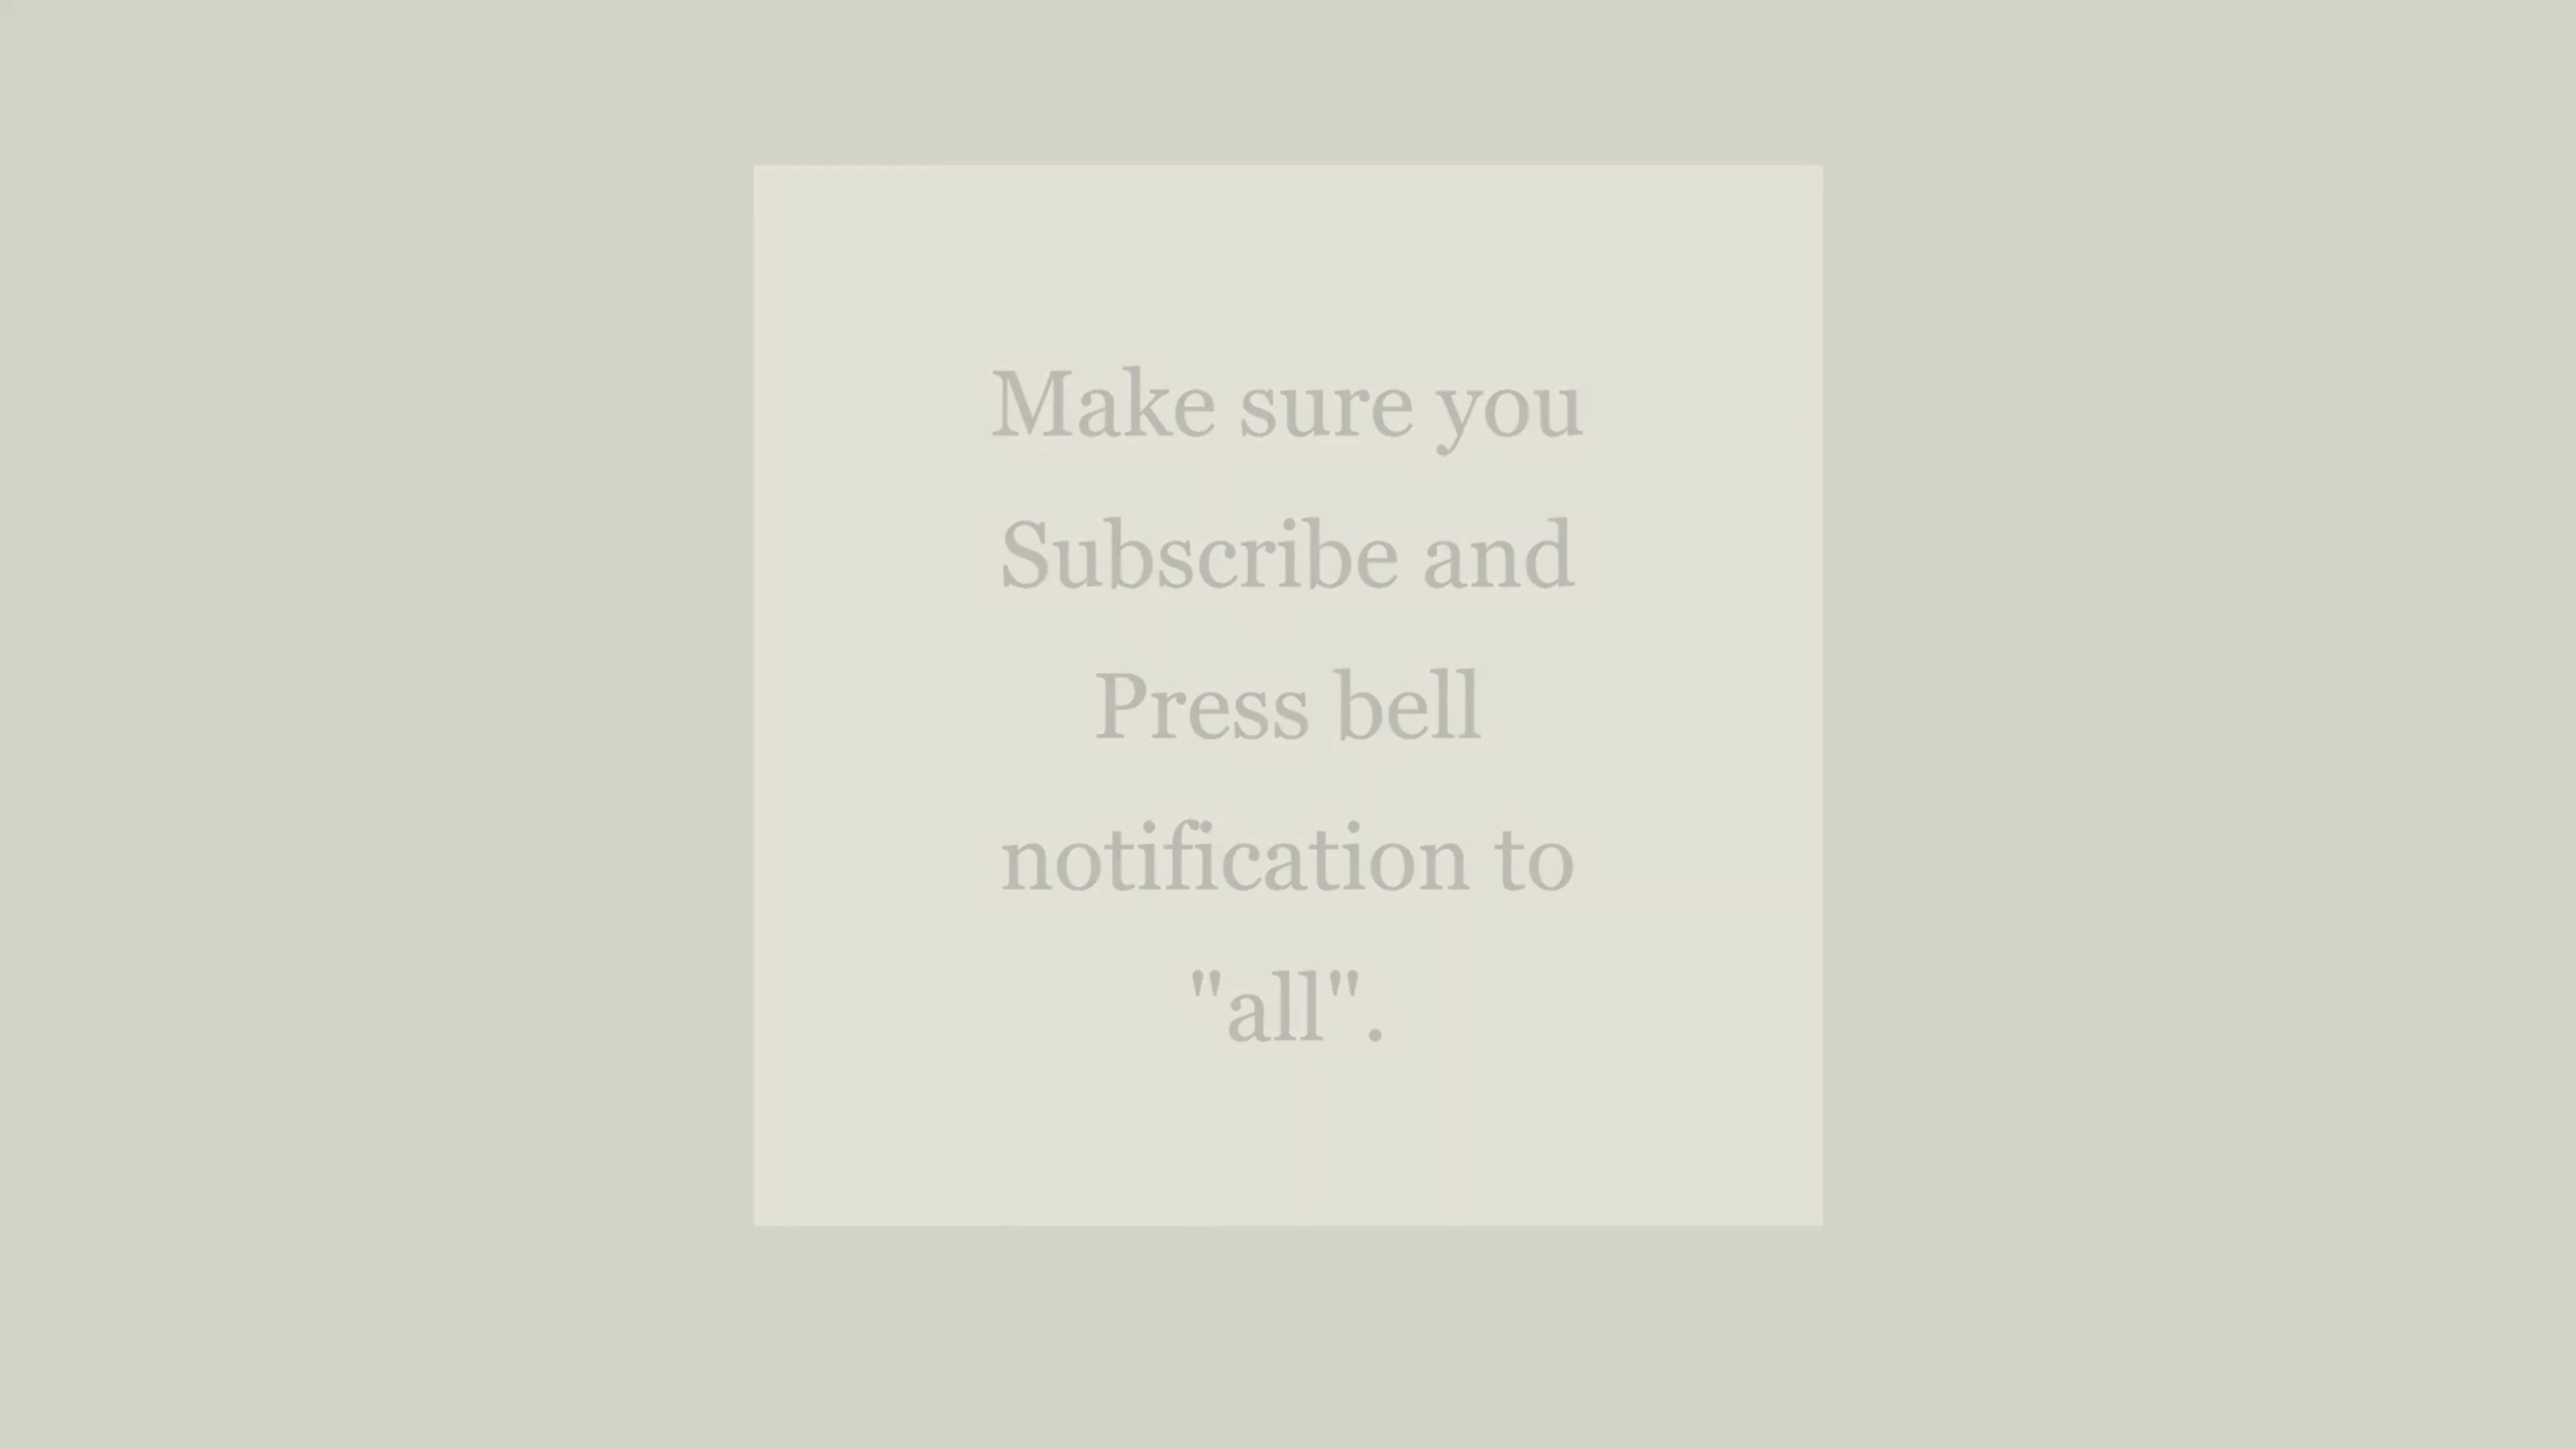 Make sure you
Subscribe and
Press bell
notification to
"all".